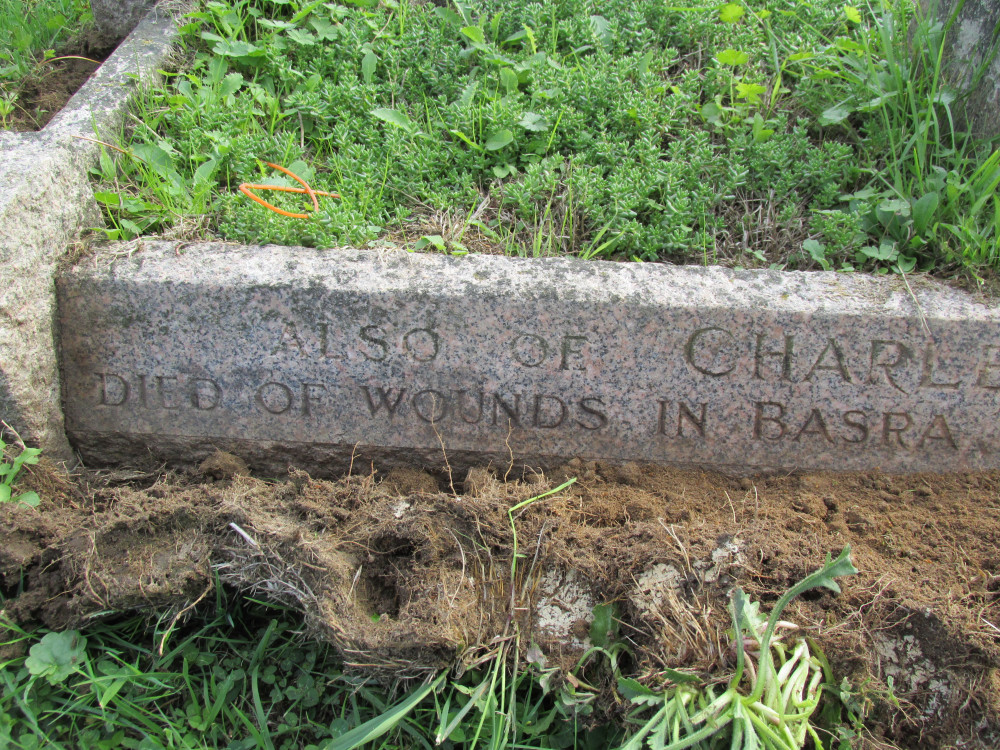 ALSO OF CHARLE
DIED OF WOUNDS IN BASRA